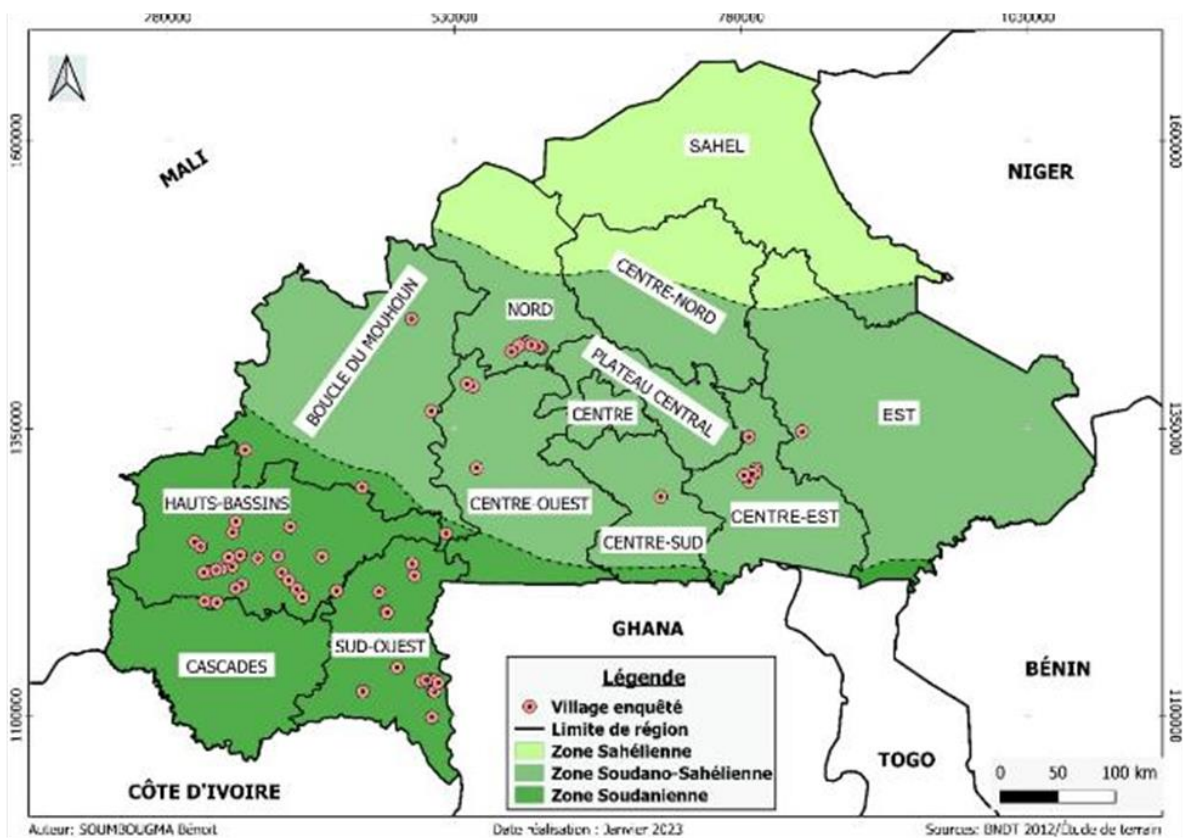 280000 530000 780000 1030000
1600000
1600000
MALI
SAHEL
NIGER
CENTRE-NORD
BOUCLE DU MOUHOUN
NORD
PLATEAU CENTRAL
CENTRE
EST
1350000
1350000
HAUTS-BASSINS
CENTRE-OUEST
CENTRE-EST
CENTRE-SUD
GHANA
SUD-OUEST
CASCADES
BÉNIN
Légende
Village enquêté
Limite de région
Zone Sahélienne
Zone Soudano-Sahélienne
Zone Soudanienne
1100000
1100000
TOGO
0 50 100 km
CÔTE D'IVOIRE
Auteur: SOUMBOUGMA Bénoit Date réalisation : Janvier 2023 Sources: BNDT 2012/Étude de terrain